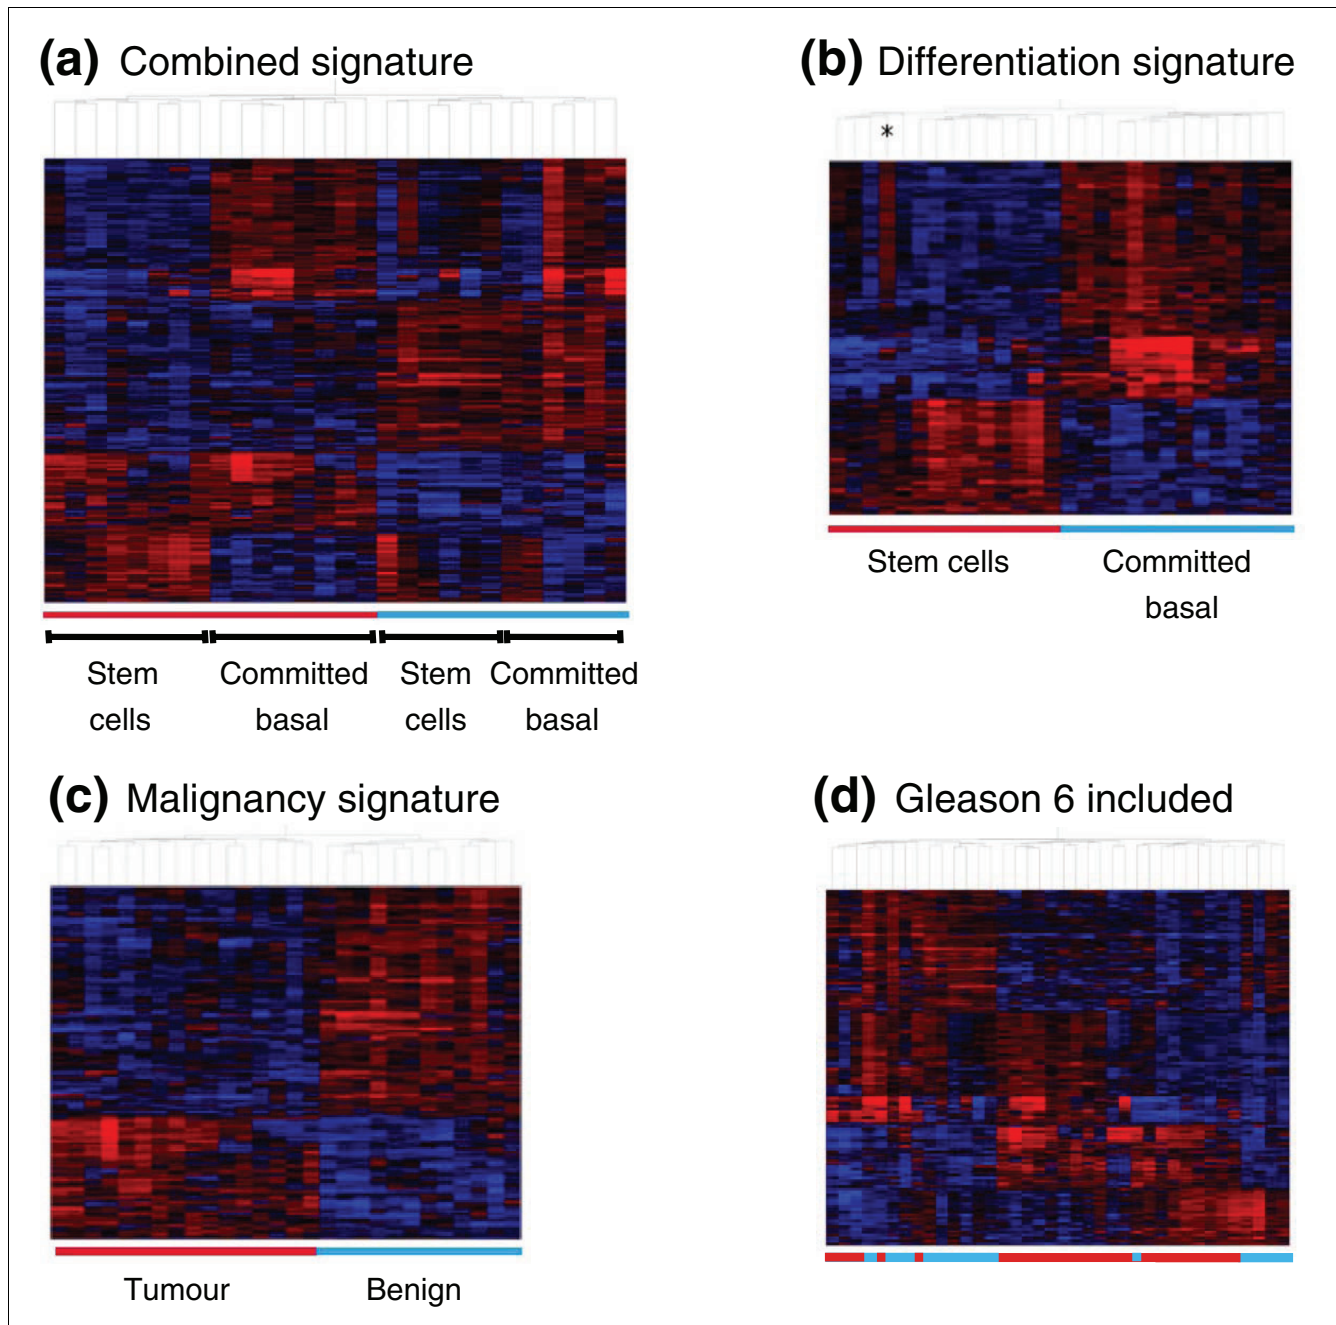 (a) Combined signature
(b) Differentiation signature
*
Stem cells
Committed basal
Stem cells
Committed basal
Stem cells
Committed basal
(c) Malignancy signature
(d) Gleason 6 included
Tumour
Benign